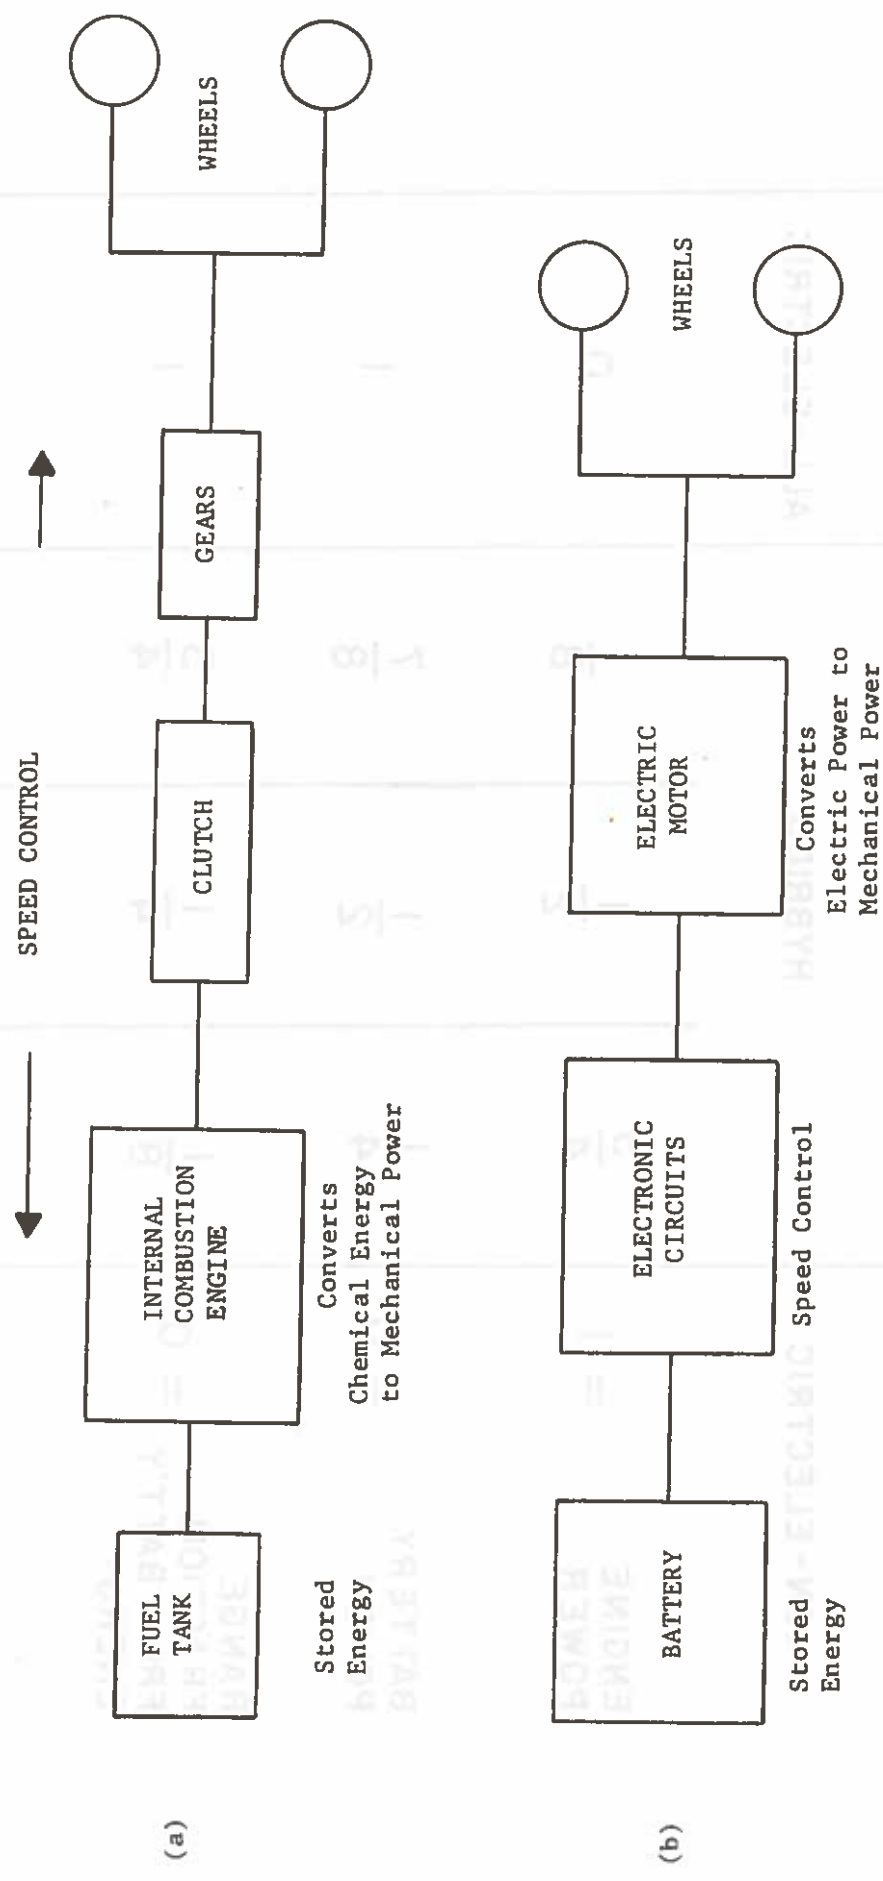 SPEED CONTROL
FUEL
TANK
INTERNAL
COMBUSTION
ENGINE
CLUTCH
GEARS
WHEELS
Stored
Energy
Converts
Chemical Energy
to Mechanical Power
(a)
BATTERY
ELECTRONIC
CIRCUITS
ELECTRIC
MOTOR
WHEELS
Stored
Energy
Speed Control
Converts
Electric Power to
Mechanical Power
(b)